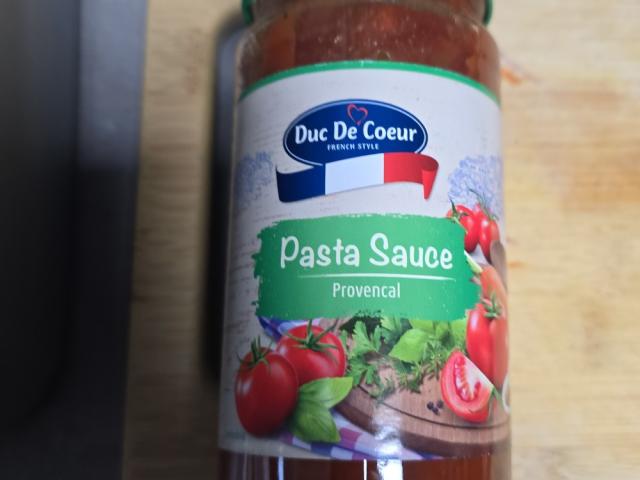 Duc De Coeur
FRENCH STYLE
Pasta Sauce
Provencal